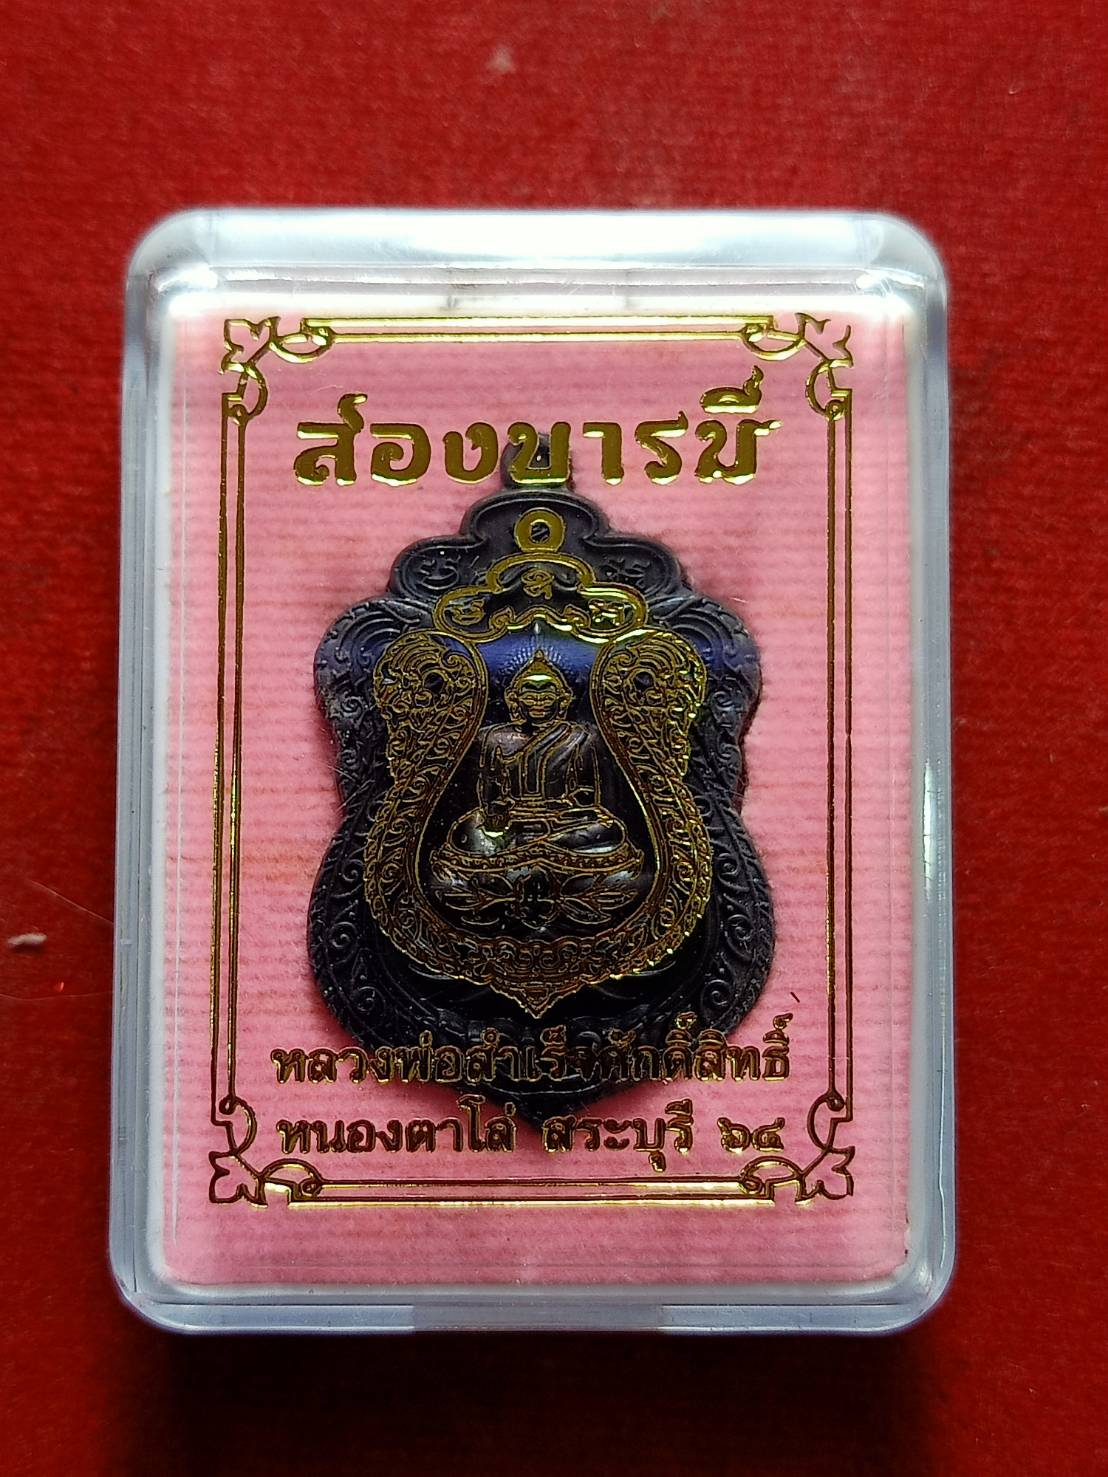 ส่องบารมี
หลวงพ่อสำเร็จศักดิ์สิทธิ์
หนองตาโล่ สระบุรี ๖๔